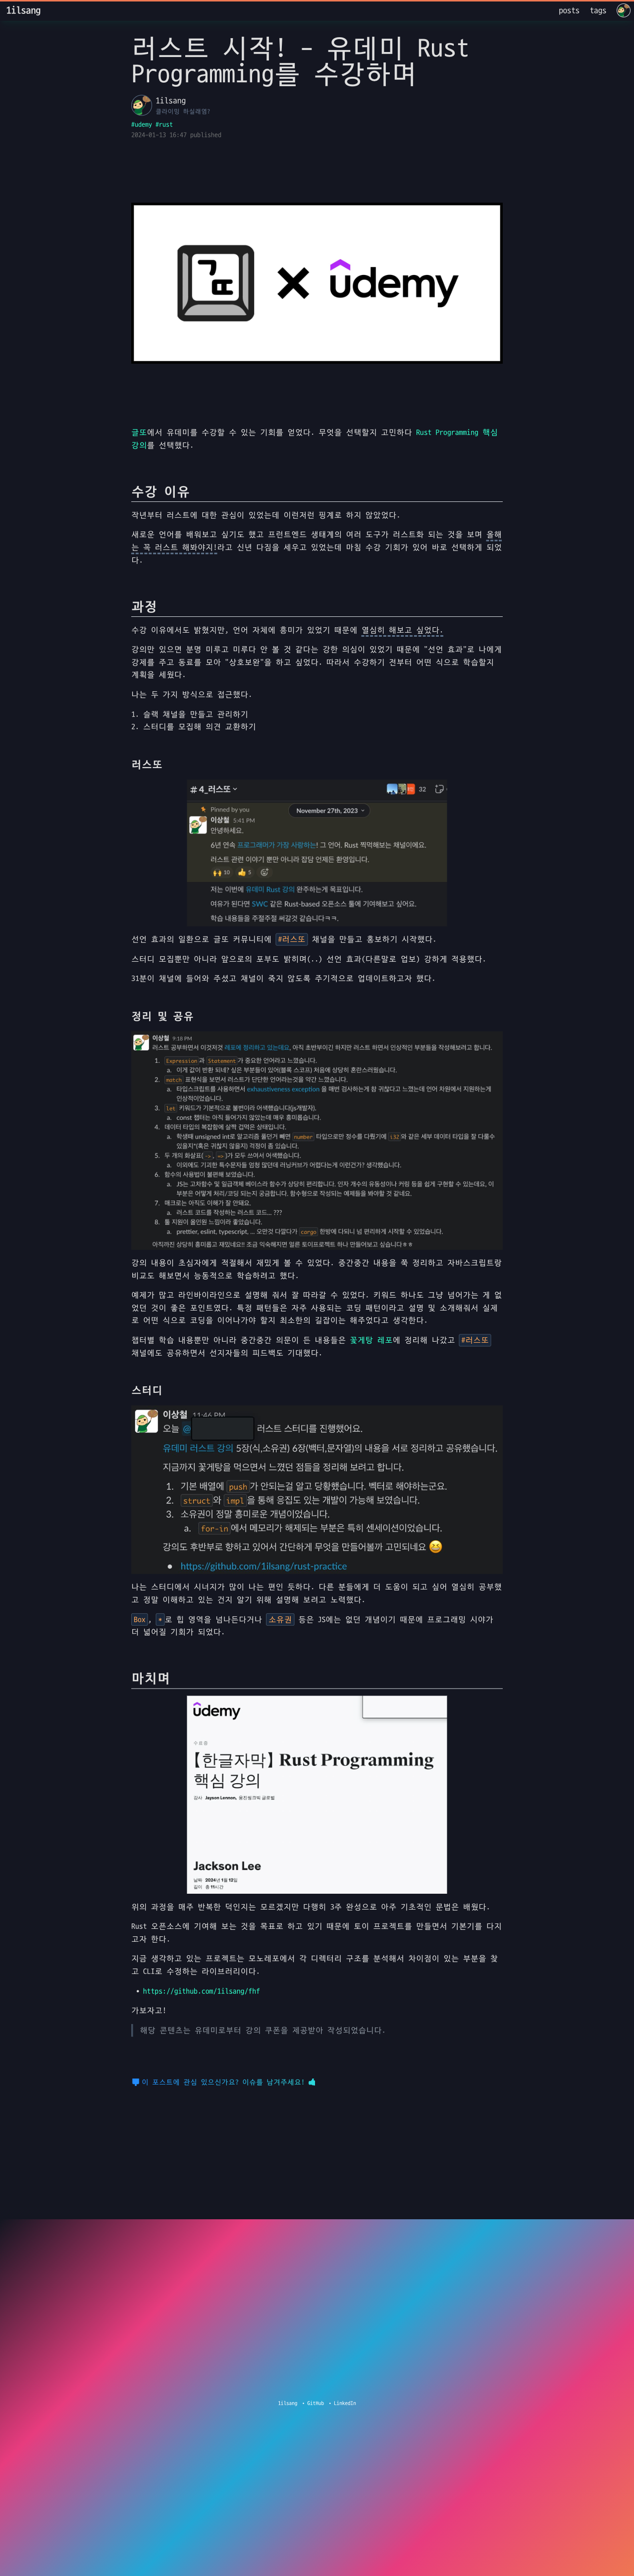 1ilsang
posts tags
러스트 시작! - 유데미 Rust
Programming를 수강하며
1ilsang
클라이밍 하실래염?
#udemy #rust
2024-01-13 16:47 published
ㄱㄸ × udemy
글또에서 유데미를 수강할 수 있는 기회를 얻었다. 무엇을 선택할지 고민하다 Rust Programming 핵심
강의를 선택했다.
수강 이유
작년부터 러스트에 대한 관심이 있었는데 이런저런 핑계로 하지 않았었다.
새로운 언어를 배워보고 싶기도 했고 프런트엔드 생태계의 여러 도구가 러스트화 되는 것을 보며 올해
는 꼭 러스트 해봐야지!라고 신년 다짐을 세우고 있었는데 마침 수강 기회가 있어 바로 선택하게 되었
다.
과정
수강 이유에서도 밝혔지만, 언어 자체에 흥미가 있었기 때문에 열심히 해보고 싶었다.
강의만 있으면 분명 미루고 미루다 안 볼 것 같다는 강한 의심이 있었기 때문에 "선언 효과"로 나에게
강제를 주고 동료를 모아 "상호보완"을 하고 싶었다. 따라서 수강하기 전부터 어떤 식으로 학습할지
계획을 세웠다.
나는 두 가지 방식으로 접근했다.
1. 슬랙 채널을 만들고 관리하기
2. 스터디를 모집해 의견 교환하기
러스또
# 4_러스또
32
Pinned by you
November 27th, 2023
이상철 5:41 PM
안녕하세요.
6년 연속 프로그래머가 가장 사랑하는! 그 언어. Rust 찍먹해보는 채널이에요.
러스트 관련 이야기 뿐만 아니라 잡담 언제든 환영입니다.
10 5
저는 이번에 유데미 Rust 강의 완주하는게 목표입니다.
여유가 된다면 SWC 같은 Rust-based 오픈소스 툴에 기여해보고 싶어요.
학습 내용들을 주절주절 써갈것 같습니다ㅋㅋ.
선언 효과의 일환으로 글또 커뮤니티에 #러스또 채널을 만들고 홍보하기 시작했다.
스터디 모집뿐만 아니라 앞으로의 포부도 밝히며(..) 선언 효과(다른말로 업보) 강하게 적용했다.
31분이 채널에 들어와 주셨고 채널이 죽지 않도록 주기적으로 업데이트하고자 했다.
정리 및 공유
이상철 9:18 PM
러스트 공부하면서 이것저것 레포에 정리하고 있는데요, 아직 초반부이긴 하지만 러스트 하면서 인상적인 부분들을 작성해보려고 합니다.
1. Expression과 Statement가 중요한 언어라고 느꼈습니다.
a. 이게 값이 반환 되네? 싶은 부분들이 있어(블록 스코프) 처음에 상당히 혼란스러웠습니다.
2. match 표현식을 보면서 러스트가 단단한 언어라는것을 약간 느꼈습니다.
a. 타입스크립트를 사용하면서 exhaustiveness exception 을 매번 검사하는게 참 귀찮다고 느꼈는데 언어 차원에서 지원하는게
인상적이었습니다.
3. let 키워드가 기본적으로 불변이라 어색했습니다(js개발자).
a. const 챕터는 아직 들어가지 않았는데 매우 흥미롭습니다.
4. 데이터 타입의 복잡함에 살짝 겁먹은 상태입니다.
a. 학생때 unsigned int로 알고리즘 풀던거 빼면 number 타입으로만 정수를 다뤘기에 i32와 같은 세부 데이터 타입을 잘 다룰수
있을지*(혹은 귀찮지 않을지) 걱정이 좀 있습니다.
5. 두 개의 화살표(->, =>)가 모두 쓰여서 어색했습니다.
a. 이외에도 기괴한 특수문자들을 엄청 많던데 러닝커브가 어렵다는게 이런건가? 생각했습니다.
6. 함수의 사용법이 불편해 보였습니다.
a. JS는 고차함수 및 일급객체 베이스라 함수가 상당히 편리합니다. 인자 개수의 유동성이나 커링 등을 쉽게 구현할 수 있는데요, 이
부분은 어떻게 처리/코딩 되는지 궁금합니다. 함수형으로 작성되는 예제들을 봐야할 것 같네요.
7. 매크로는 아직도 이해가 잘 안돼요.
a. 러스트 코드를 작성하는 러스트 코드... ???
8. 툴 지원이 올인원 느낌이라 좋았습니다.
a. prettier, eslint, typescript, ... 오만것 다깔다가 cargo 한방에 다되니 넘 편리하게 시작할 수 있었습니다.
아직까진 상당히 흥미롭고 재밌네요!! 조금 익숙해지면 얼른 토이프로젝트 하나 만들어보고 싶습니다ㅎㅎ
강의 내용이 초심자에게 적절해서 재밌게 볼 수 있었다. 중간중간 내용을 쭉 정리하고 자바스크립트랑
비교도 해보면서 능동적으로 학습하려고 했다.
예제가 많고 라인바이라인으로 설명해 줘서 잘 따라갈 수 있었다. 키워드 하나도 그냥 넘어가는 게 없
었던 것이 좋은 포인트였다. 특정 패턴들은 자주 사용되는 코딩 패턴이라고 설명 및 소개해줘서 실제
로 어떤 식으로 코딩을 이어나가야 할지 최소한의 길잡이는 해주었다고 생각한다.
챕터별 학습 내용뿐만 아니라 중간중간 의문이 든 내용들은 꽃게탕 레포에 정리해 나갔고 #러스또
채널에도 공유하면서 선지자들의 피드백도 기대했다.
스터디
이상철 11:46 PM
오늘 @ 러스트 스터디를 진행했어요.
유데미 러스트 강의 5장(식,소유권) 6장(벡터,문자열)의 내용을 서로 정리하고 공유했습니다.
지금까지 꽃게탕을 먹으면서 느꼈던 점들을 정리해 보려고 합니다.
1. 기본 배열에 push가 안되는걸 알고 당황했습니다. 벡터로 해야하는군요.
2. struct와 impl을 통해 응집도 있는 개발이 가능해 보였습니다.
3. 소유권이 정말 흥미로운 개념이었습니다.
a. for-in에서 메모리가 해제되는 부분은 특히 센세이션이었습니다.
강의도 후반부로 향하고 있어서 간단하게 무엇을 만들어볼까 고민되네요 😆
• https://github.com/1ilsang/rust-practice
나는 스터디에서 시너지가 많이 나는 편인 듯하다. 다른 분들에게 더 도움이 되고 싶어 열심히 공부했
고 정말 이해하고 있는 건지 알기 위해 설명해 보려고 노력했다.
Box, *로 힙 영역을 넘나든다거나 소유권 등은 JS에는 없던 개념이기 때문에 프로그래밍 시야가
더 넓어질 기회가 되었다.
마치며
udemy
수료증
【한글자막】 Rust Programming
핵심 강의
강사 Jayson Lennon, 웅진씽크빅 글로벌
Jackson Lee
날짜 2024년 1월 12일
길이 총 11시간
위의 과정을 매주 반복한 덕인지는 모르겠지만 다행히 3주 완성으로 아주 기초적인 문법은 배웠다.
Rust 오픈소스에 기여해 보는 것을 목표로 하고 있기 때문에 토이 프로젝트를 만들면서 기본기를 다지
고자 한다.
지금 생각하고 있는 프로젝트는 모노레포에서 각 디렉터리 구조를 분석해서 차이점이 있는 부분을 찾
고 CLI로 수정하는 라이브러리이다.
• https://github.com/1ilsang/fhf
가보자고!
해당 콘텐츠는 유데미로부터 강의 쿠폰을 제공받아 작성되었습니다.
이 포스트에 관심 있으신가요? 이슈를 남겨주세요!
1ilsang • GitHub • LinkedIn